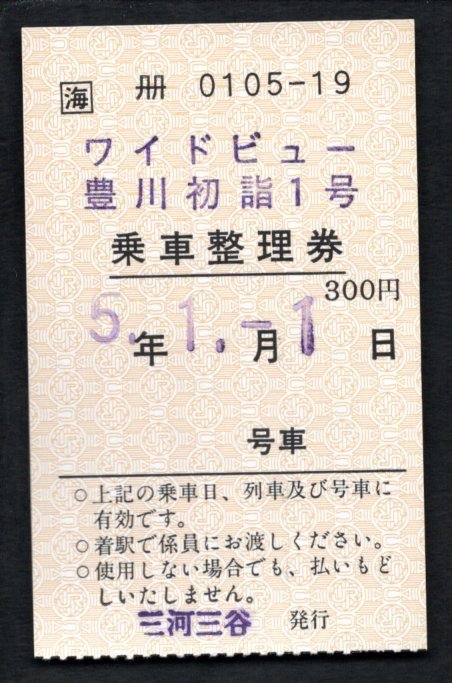 海 冊 0105-19
ワイドビュー
豊川初詣1号
乗車整理券
300円
5.年1.月-1日
号車
○上記の乗車日、列車及び号車に
有効です。
○着駅で係員にお渡しください。
○使用しない場合でも、払いもど
しいたしません。
三河三谷 発行